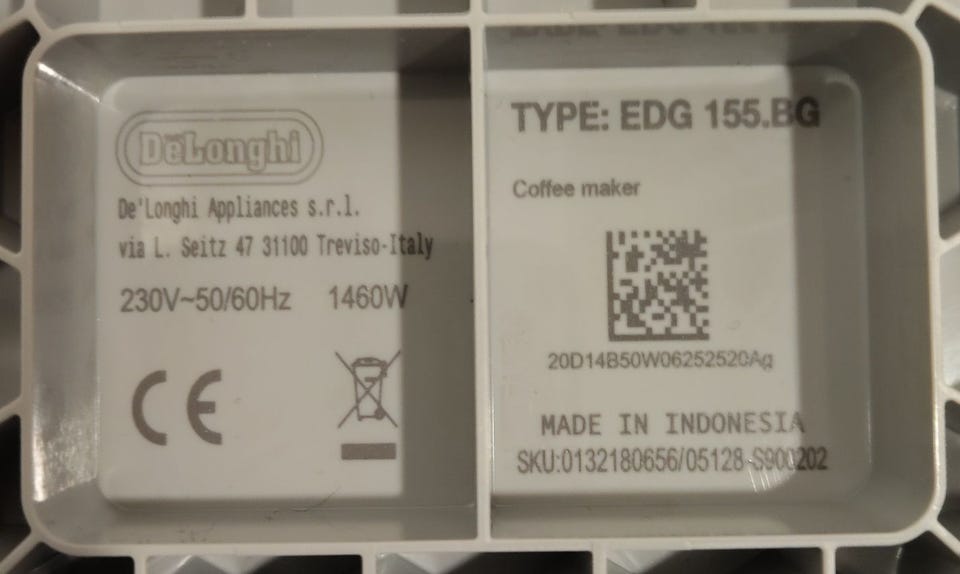 DeLonghi
De'Longhi Appliances s.r.l.
via L. Seitz 47 31100 Treviso-Italy
230V~50/60Hz 1460W
CE
TYPE: EDG 155.BG
Coffee maker
20D14B50W06252520Ag
MADE IN INDONESIA
SKU:0132180656/05128-S900202